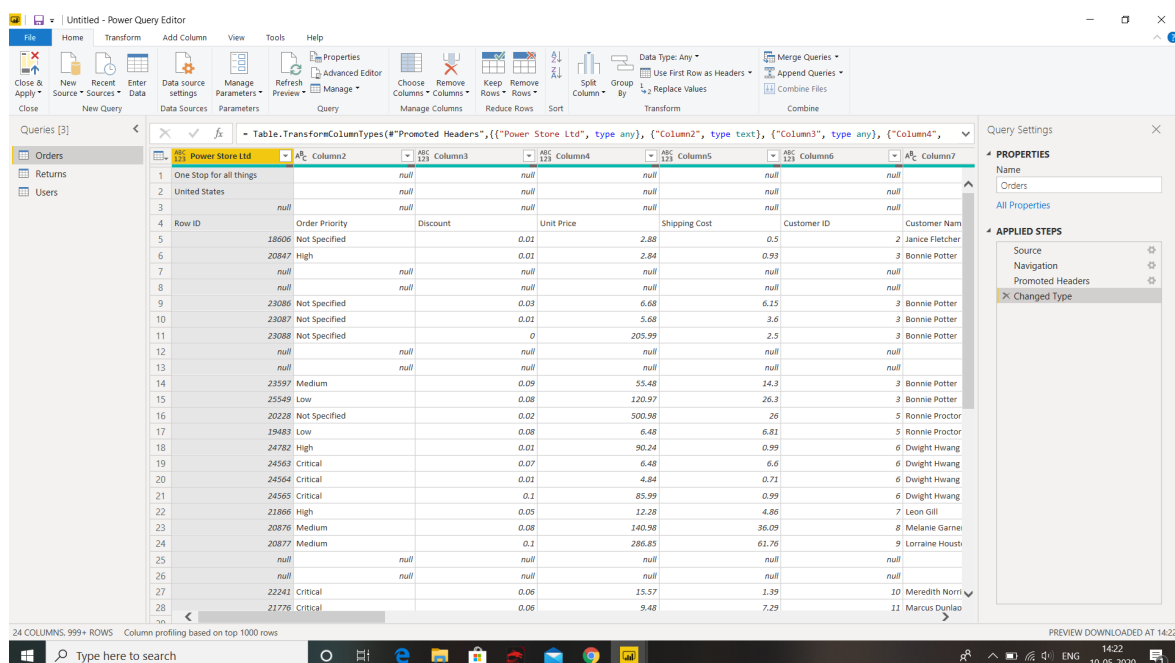 Untitled - Power Query Editor
File Home Transform Add Column View Tools Help
Close & Apply
New Source
Recent Sources
Enter Data
Data source settings
Manage Parameters
Refresh Preview
Properties
Advanced Editor
Manage
Choose Columns
Remove Columns
Keep Rows
Remove Rows
Split Column
Group By
Data Type: Any
Use First Row as Headers
Replace Values
Merge Queries
Append Queries
Combine Files
Close New Query Data Sources Parameters Query Manage Columns Reduce Rows Sort Transform Combine
Queries [3]
Orders
Returns
Users
= Table.TransformColumnTypes(#"Promoted Headers",{{"Power Store Ltd", type any}, {"Column2", type text}, {"Column3", type any}, {"Column4",
Power Store Ltd Column2 Column3 Column4 Column5 Column6 Column7
1 One Stop for all things null null null null null
2 United States null null null null null
3 null null null null null null
4 Row ID Order Priority Discount Unit Price Shipping Cost Customer ID Customer Nam
5 18606 Not Specified 0.01 2.88 0.5 2 Janice Fletcher
6 20847 High 0.01 2.84 0.93 3 Bonnie Potter
7 null null null null null null
8 null null null null null null
9 23086 Not Specified 0.03 6.68 6.15 3 Bonnie Potter
10 23087 Not Specified 0.01 5.68 3.6 3 Bonnie Potter
11 23088 Not Specified 0 205.99 2.5 3 Bonnie Potter
12 null null null null null null
13 null null null null null null
14 23597 Medium 0.09 55.48 14.3 3 Bonnie Potter
15 25549 Low 0.08 120.97 26.3 3 Bonnie Potter
16 20228 Not Specified 0.02 500.98 26 5 Ronnie Proctor
17 19483 Low 0.08 6.48 6.81 5 Ronnie Proctor
18 24782 High 0.01 90.24 0.99 6 Dwight Hwang
19 24563 Critical 0.07 6.48 6.6 6 Dwight Hwang
20 24564 Critical 0.01 4.84 0.71 6 Dwight Hwang
21 24565 Critical 0.1 85.99 0.99 6 Dwight Hwang
22 21866 High 0.05 12.28 4.86 7 Leon Gill
23 20876 Medium 0.08 140.98 36.09 8 Melanie Garne
24 20877 Medium 0.1 286.85 61.76 9 Lorraine Houst
25 null null null null null null
26 null null null null null null
27 22241 Critical 0.06 15.57 1.39 10 Meredith Norri
28 21776 Critical 0.06 9.48 7.29 11 Marcus Dunlap
Query Settings
PROPERTIES
Name
Orders
All Properties
APPLIED STEPS
Source
Navigation
Promoted Headers
Changed Type
24 COLUMNS, 999+ ROWS Column profiling based on top 1000 rows
PREVIEW DOWNLOADED AT 14:22
Type here to search
ENG
14:22
10-05-2020